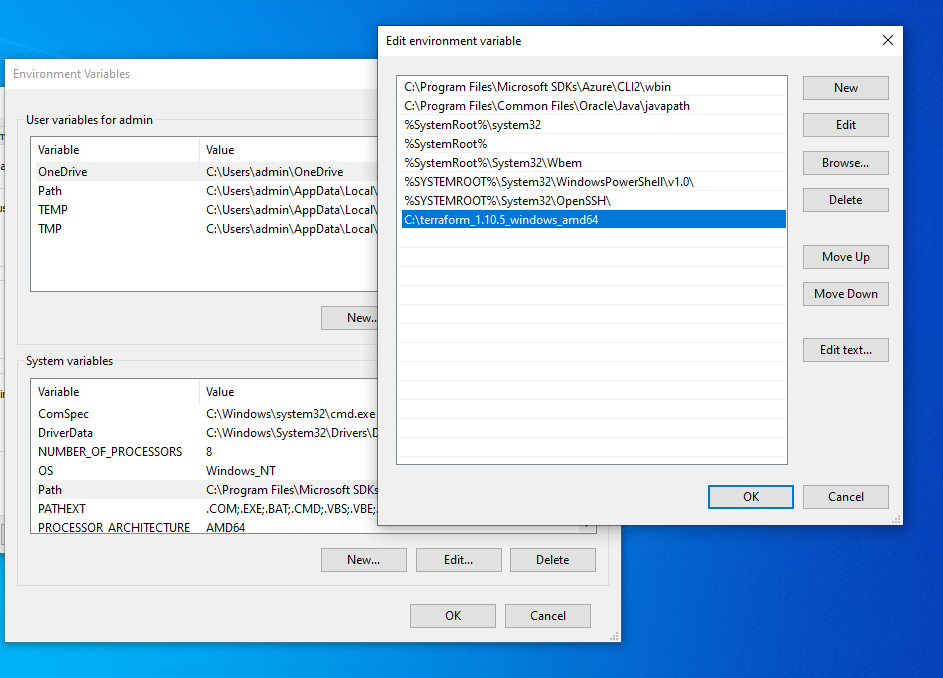 Edit environment variable
C:\Program Files\Microsoft SDKs\Azure\CLI2\wbin
C:\Program Files\Common Files\Oracle\Java\javapath
%SystemRoot%\system32
%SystemRoot%
%SystemRoot%\System32\Wbem
%SYSTEMROOT%\System32\WindowsPowerShell\v1.0\
%SYSTEMROOT%\System32\OpenSSH\
C:\terraform_1.10.5_windows_amd64
New
Edit
Browse...
Delete
Move Up
Move Down
Edit text...
OK Cancel
Environment Variables
User variables for admin
Variable Value
OneDrive C:\Users\admin\OneDrive
Path C:\Users\admin\AppData\Local\
TEMP C:\Users\admin\AppData\Local\
TMP C:\Users\admin\AppData\Local\
New...
System variables
Variable Value
ComSpec C:\Windows\system32\cmd.exe
DriverData C:\Windows\System32\Drivers\D
NUMBER_OF_PROCESSORS 8
OS Windows_NT
Path C:\Program Files\Microsoft SDKs
PATHEXT .COM;.EXE;.BAT;.CMD;.VBS;.VBE;
PROCESSOR_ARCHITECTURE AMD64
New... Edit... Delete
OK Cancel